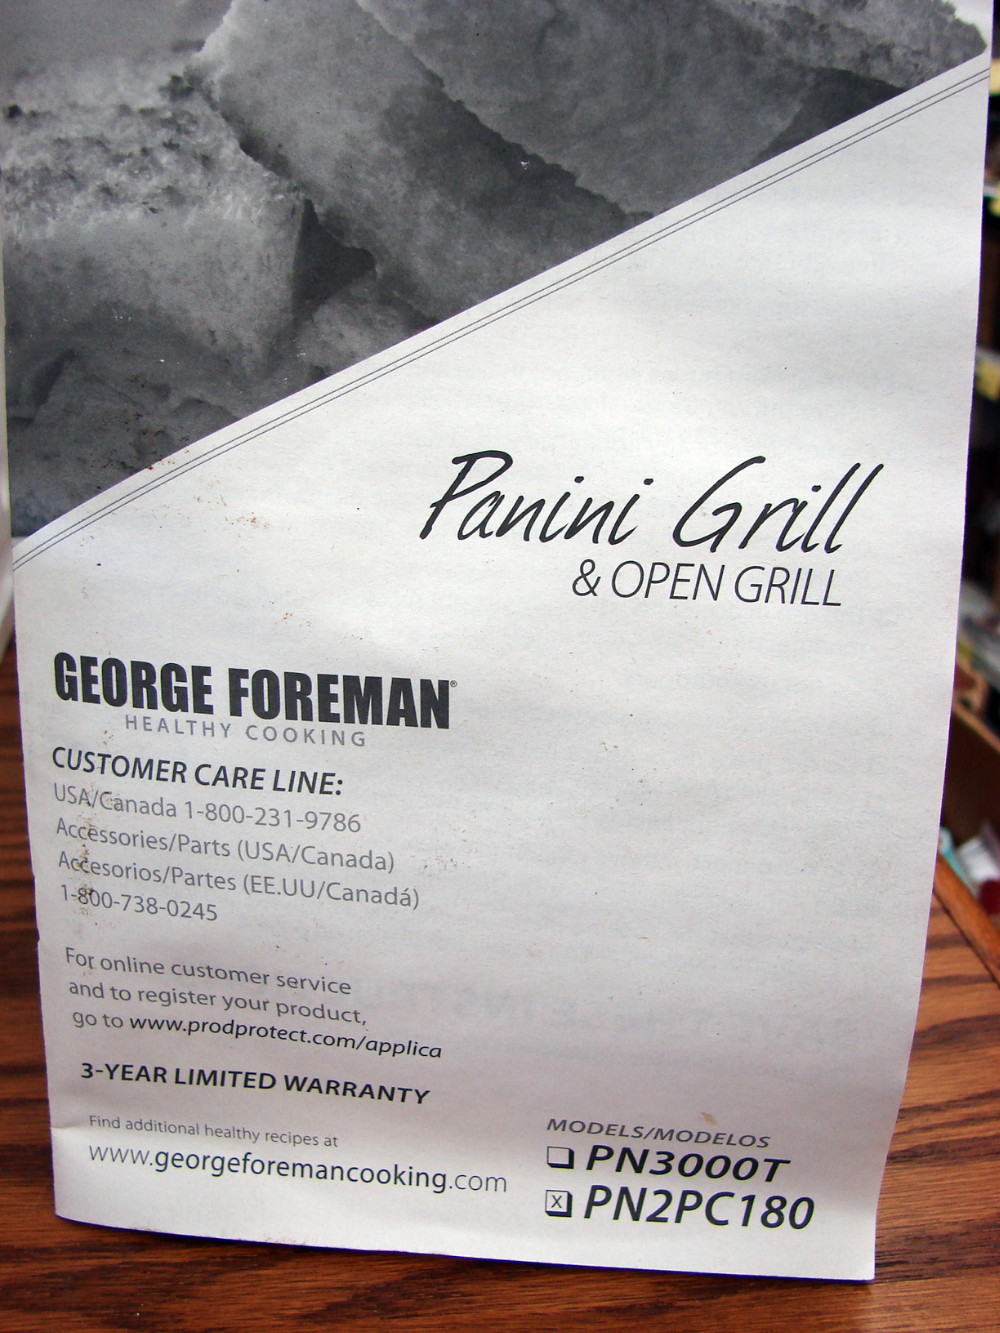 Panini Grill
& OPEN GRILL
GEORGE FOREMAN®
HEALTHY COOKING
CUSTOMER CARE LINE:
USA/Canada 1-800-231-9786
Accessories/Parts (USA/Canada)
Accesorios/Partes (EE.UU/Canadá)
1-800-738-0245
For online customer service
and to register your product,
go to www.prodprotect.com/applica
3-YEAR LIMITED WARRANTY
Find additional healthy recipes at
www.georgeforemancooking.com
MODELS/MODELOS
PN3000T
X PN2PC180